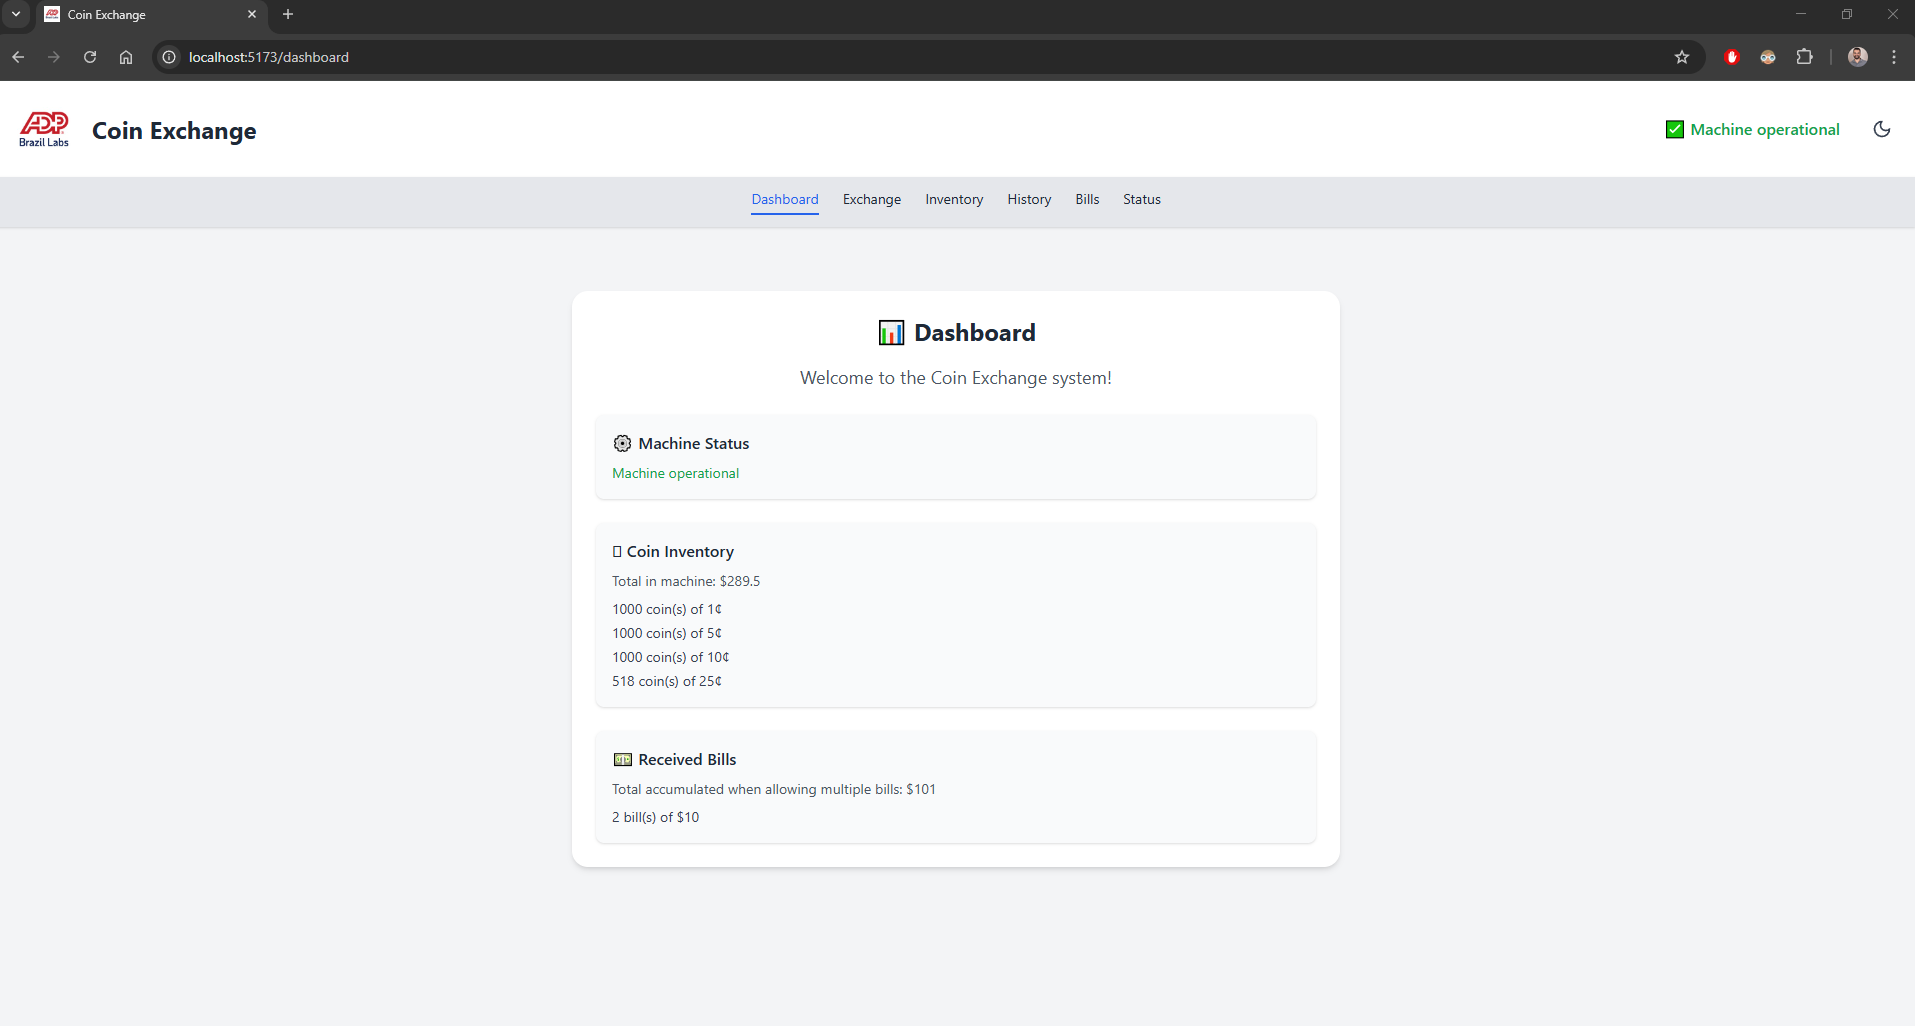 Coin Exchange
localhost:5173/dashboard
ADP
Brazil Labs
Coin Exchange
✅ Machine operational
Dashboard Exchange Inventory History Bills Status
📊 Dashboard
Welcome to the Coin Exchange system!
⚙️ Machine Status
Machine operational
Coin Inventory
Total in machine: $289.5
1000 coin(s) of 1¢
1000 coin(s) of 5¢
1000 coin(s) of 10¢
518 coin(s) of 25¢
💵 Received Bills
Total accumulated when allowing multiple bills: $101
2 bill(s) of $10